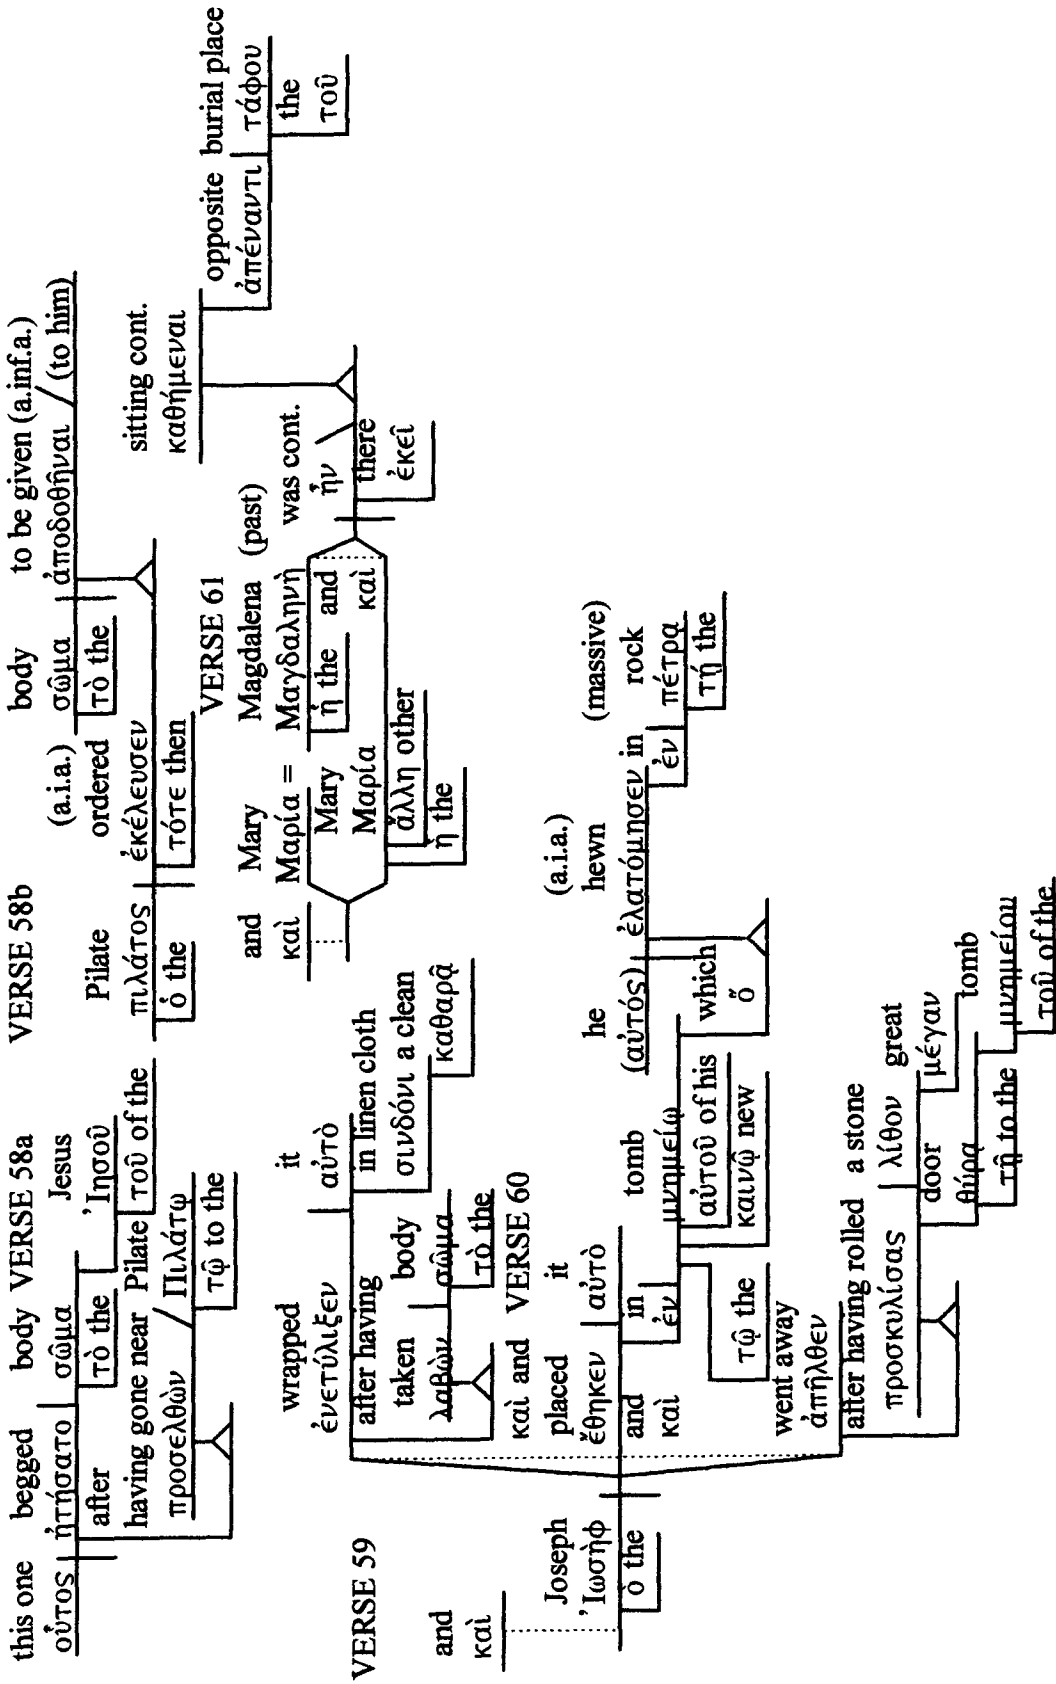 VERSE 58a
this one begged body Jesus
οὗτος ᾐτήσατο σῶμα Ἰησοῦ
after τὸ the τοῦ of the
having gone near Pilate
προσελθὼν Πιλάτῳ
τῷ to the
VERSE 58b
(a.i.a.) body to be given (a.inf.a.)
Pilate ordered σῶμα ἀποδοθῆναι (to him)
πιλάτος ἐκέλευσεν τὸ the
ὁ the τότε then
VERSE 59
and
καὶ
Joseph
Ἰωσὴφ
ὁ the
wrapped it
ἐνετύλιξεν αὐτὸ
after having in linen cloth
taken body συνδόνι a clean
λαβὼν σῶμα καθαρᾷ
τὸ the
VERSE 60
καὶ and
placed it tomb
ἔθηκεν αὐτὸ
and in μνημείῳ
καὶ ἐν αὐτοῦ of his
καινῷ new
τῷ the
(a.i.a.)
he hewn (massive)
(αὐτός) ἐλατόμησεν in rock
which ἐν πέτρα
ὅ τῇ the
went away
ἀπῆλθεν
after having rolled a stone great
προσκυλίσας λίθον μέγαν
door tomb
θύρα μνημείου
τῇ to the τοῦ of the
VERSE 61
and Mary Magdalena (past)
καὶ Μαρία = Μαγδαληνὴ was cont.
Mary ἡ the and ἦν
Μαρία καὶ there
ἄλλη other ἐκεῖ
ἡ the
sitting cont.
καθήμεναι
opposite burial place
ἀπέναντι τάφου
the
τοῦ